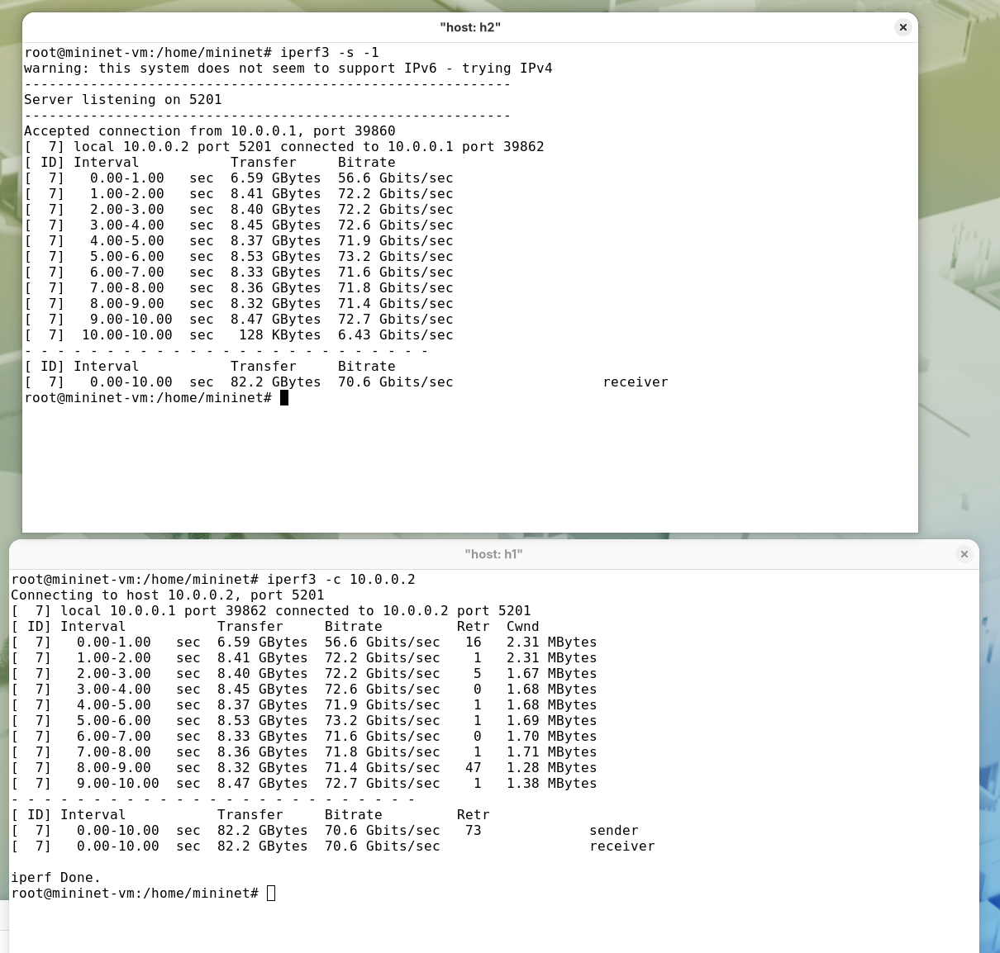 "host: h2"
root@mininet-vm:/home/mininet# iperf3 -s -1
warning: this system does not seem to support IPv6 - trying IPv4
-----------------------------------------------------------
Server listening on 5201
-----------------------------------------------------------
Accepted connection from 10.0.0.1, port 39860
[  7] local 10.0.0.2 port 5201 connected to 10.0.0.1 port 39862
[ ID] Interval           Transfer     Bitrate
[  7]   0.00-1.00   sec  6.59 GBytes  56.6 Gbits/sec
[  7]   1.00-2.00   sec  8.41 GBytes  72.2 Gbits/sec
[  7]   2.00-3.00   sec  8.40 GBytes  72.2 Gbits/sec
[  7]   3.00-4.00   sec  8.45 GBytes  72.6 Gbits/sec
[  7]   4.00-5.00   sec  8.37 GBytes  71.9 Gbits/sec
[  7]   5.00-6.00   sec  8.53 GBytes  73.2 Gbits/sec
[  7]   6.00-7.00   sec  8.33 GBytes  71.6 Gbits/sec
[  7]   7.00-8.00   sec  8.36 GBytes  71.8 Gbits/sec
[  7]   8.00-9.00   sec  8.32 GBytes  71.4 Gbits/sec
[  7]   9.00-10.00  sec  8.47 GBytes  72.7 Gbits/sec
[  7]  10.00-10.00  sec   128 KBytes  6.43 Gbits/sec
- - - - - - - - - - - - - - - - - - - - - - - - -
[ ID] Interval           Transfer     Bitrate
[  7]   0.00-10.00  sec  82.2 GBytes  70.6 Gbits/sec                  receiver
root@mininet-vm:/home/mininet#
"host: h1"
root@mininet-vm:/home/mininet# iperf3 -c 10.0.0.2
Connecting to host 10.0.0.2, port 5201
[  7] local 10.0.0.1 port 39862 connected to 10.0.0.2 port 5201
[ ID] Interval           Transfer     Bitrate         Retr  Cwnd
[  7]   0.00-1.00   sec  6.59 GBytes  56.6 Gbits/sec   16   2.31 MBytes
[  7]   1.00-2.00   sec  8.41 GBytes  72.2 Gbits/sec    1   2.31 MBytes
[  7]   2.00-3.00   sec  8.40 GBytes  72.2 Gbits/sec    5   1.67 MBytes
[  7]   3.00-4.00   sec  8.45 GBytes  72.6 Gbits/sec    0   1.68 MBytes
[  7]   4.00-5.00   sec  8.37 GBytes  71.9 Gbits/sec    1   1.68 MBytes
[  7]   5.00-6.00   sec  8.53 GBytes  73.2 Gbits/sec    1   1.69 MBytes
[  7]   6.00-7.00   sec  8.33 GBytes  71.6 Gbits/sec    0   1.70 MBytes
[  7]   7.00-8.00   sec  8.36 GBytes  71.8 Gbits/sec    1   1.71 MBytes
[  7]   8.00-9.00   sec  8.32 GBytes  71.4 Gbits/sec   47   1.28 MBytes
[  7]   9.00-10.00  sec  8.47 GBytes  72.7 Gbits/sec    1   1.38 MBytes
- - - - - - - - - - - - - - - - - - - - - - - - -
[ ID] Interval           Transfer     Bitrate         Retr
[  7]   0.00-10.00  sec  82.2 GBytes  70.6 Gbits/sec   73             sender
[  7]   0.00-10.00  sec  82.2 GBytes  70.6 Gbits/sec                  receiver
iperf Done.
root@mininet-vm:/home/mininet#